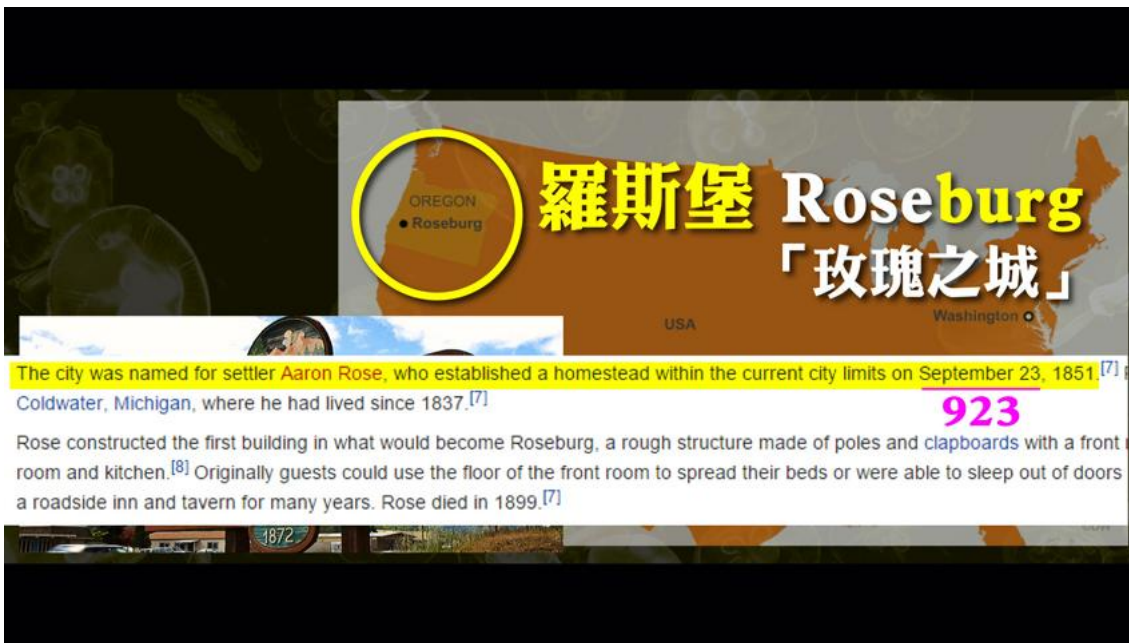 羅斯堡 Roseburg
「玫瑰之城」
OREGON
Roseburg
Washington
USA
The city was named for settler Aaron Rose, who established a homestead within the current city limits on September 23, 1851.[7]
923
Coldwater, Michigan, where he had lived since 1837.[7]
Rose constructed the first building in what would become Roseburg, a rough structure made of poles and clapboards with a front
room and kitchen.[8] Originally guests could use the floor of the front room to spread their beds or were able to sleep out of doors
a roadside inn and tavern for many years. Rose died in 1899.[7]
1872